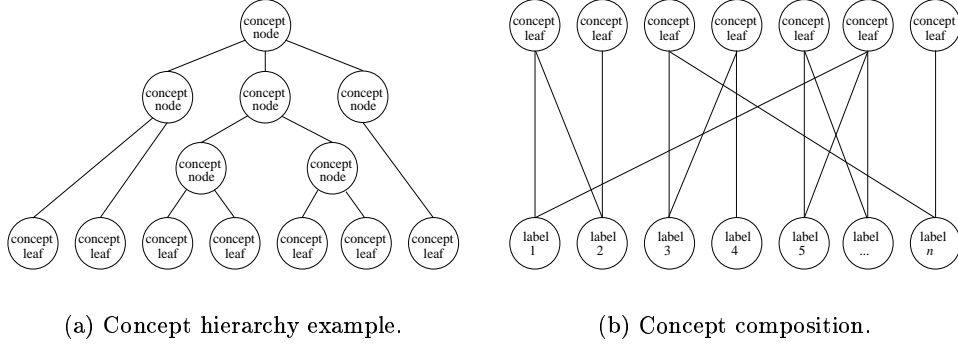 concept
node
concept
node
concept
node
concept
node
concept
node
concept
node
concept
leaf
concept
leaf
concept
leaf
concept
leaf
concept
leaf
concept
leaf
concept
leaf
(a) Concept hierarchy example.
concept
leaf
concept
leaf
concept
leaf
concept
leaf
concept
leaf
concept
leaf
concept
leaf
label
1
label
2
label
3
label
4
label
5
label
...
label
n
(b) Concept composition.